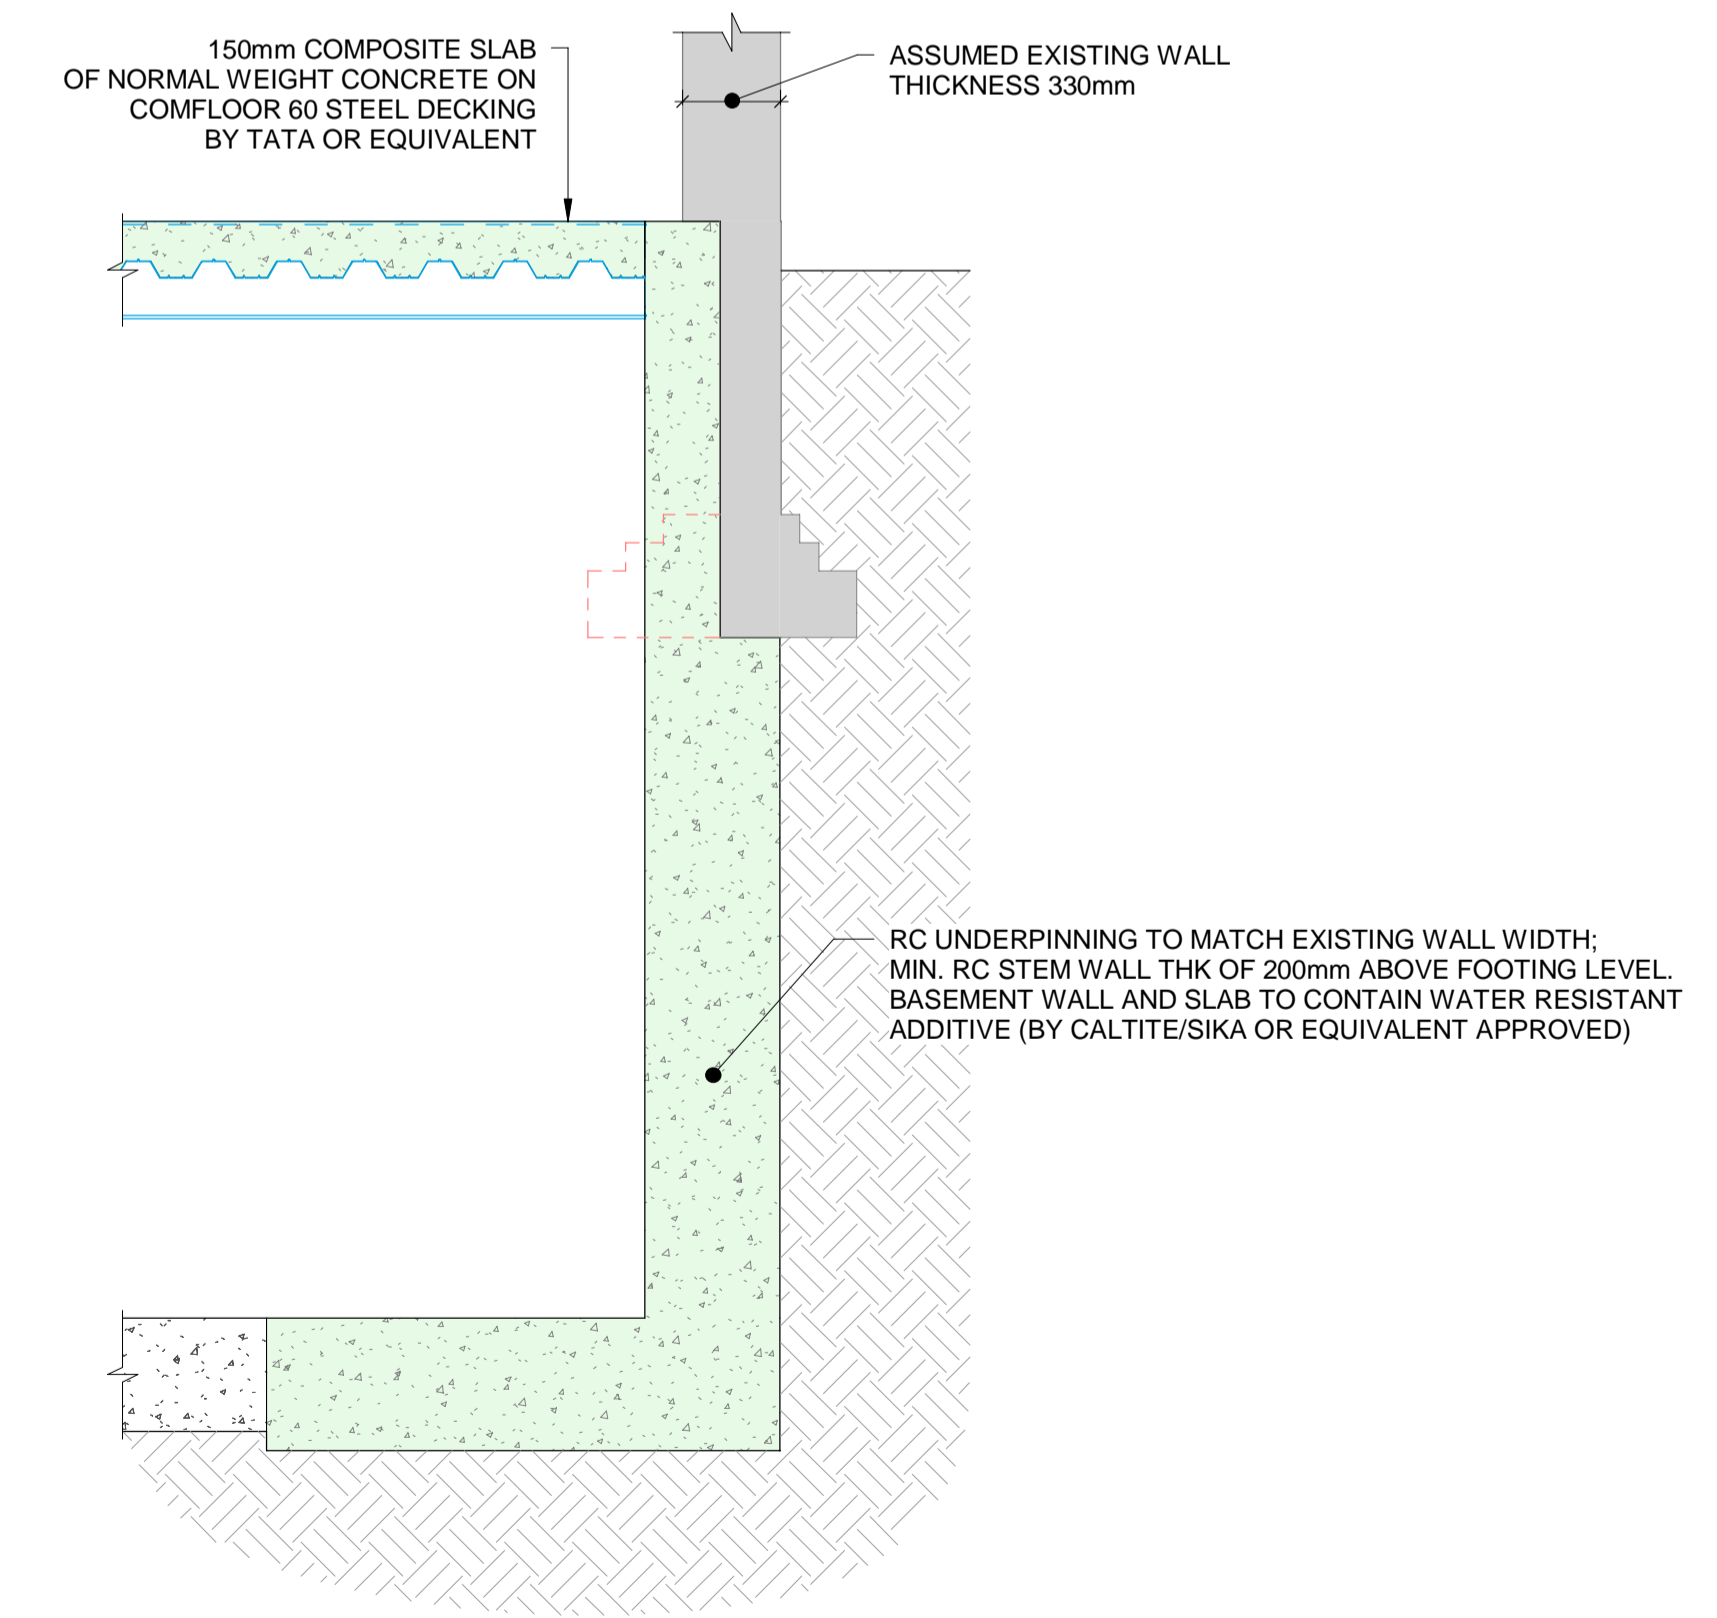 150mm COMPOSITE SLAB
OF NORMAL WEIGHT CONCRETE ON
COMFLOOR 60 STEEL DECKING
BY TATA OR EQUIVALENT
ASSUMED EXISTING WALL
THICKNESS 330mm
RC UNDERPINNING TO MATCH EXISTING WALL WIDTH;
MIN. RC STEM WALL THK OF 200mm ABOVE FOOTING LEVEL.
BASEMENT WALL AND SLAB TO CONTAIN WATER RESISTANT
ADDITIVE (BY CALTITE/SIKA OR EQUIVALENT APPROVED)